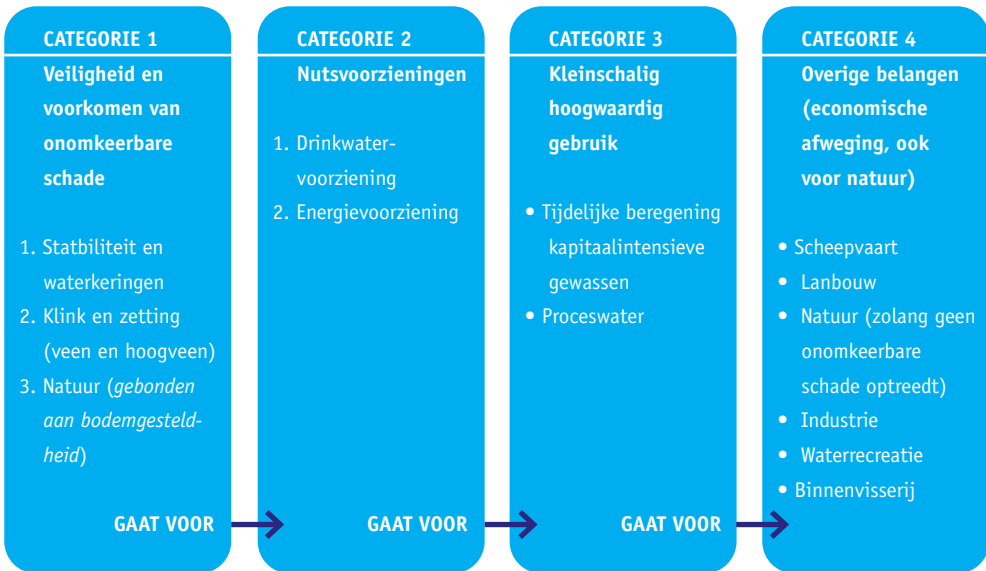 CATEGORIE 1
Veiligheid en
voorkomen van
onomkeerbare
schade
1. Statbiliteit en
waterkeringen
2. Klink en zetting
(veen en hoogveen)
3. Natuur (gebonden
aan bodemgesteld-
heid)
GAAT VOOR
CATEGORIE 2
Nutsvoorzieningen
1. Drinkwater-
voorziening
2. Energievoorziening
GAAT VOOR
CATEGORIE 3
Kleinschalig
hoogwaardig
gebruik
• Tijdelijke beregening
kapitaalintensieve
gewassen
• Proceswater
GAAT VOOR
CATEGORIE 4
Overige belangen
(economische
afweging, ook
voor natuur)
• Scheepvaart
• Lanbouw
• Natuur (zolang geen
onomkeerbare
schade optreedt)
• Industrie
• Waterrecreatie
• Binnenvisserij